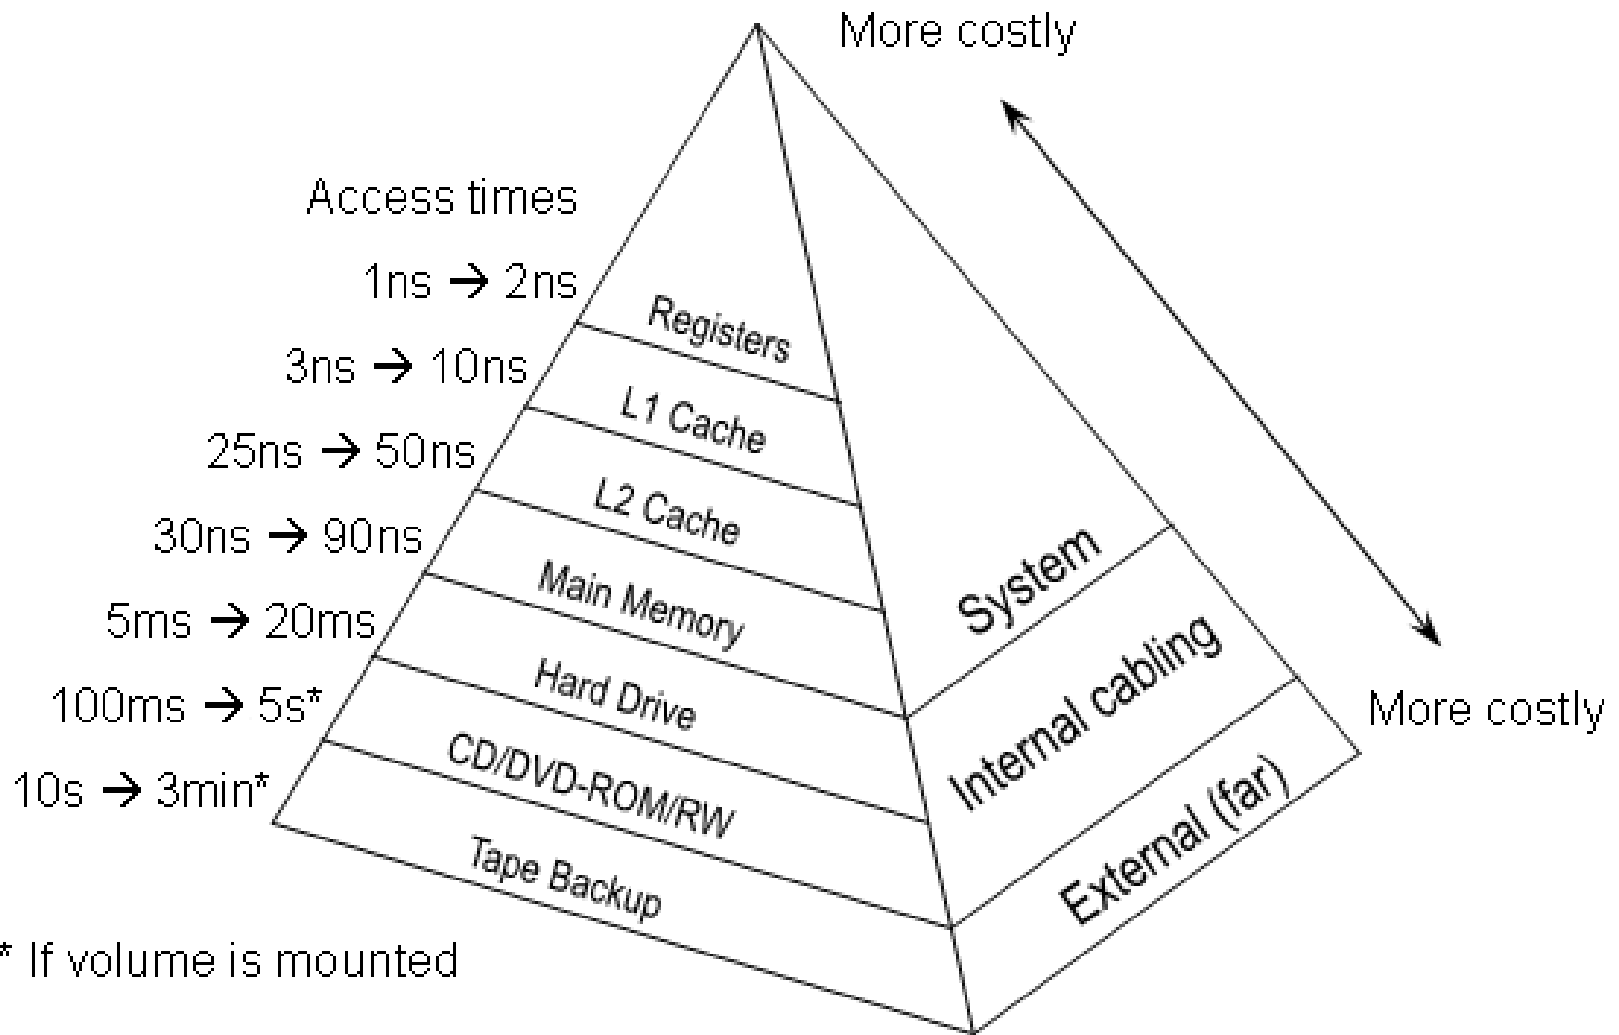 More costly
Access times
1ns → 2ns
Registers
3ns → 10ns
L1 Cache
25ns → 50ns
L2 Cache
30ns → 90ns
Main Memory
System
5ms → 20ms
Hard Drive
Internal cabling
100ms → 5s*
More costly
CD/DVD-ROM/RW
10s → 3min*
External (far)
Tape Backup
* If volume is mounted